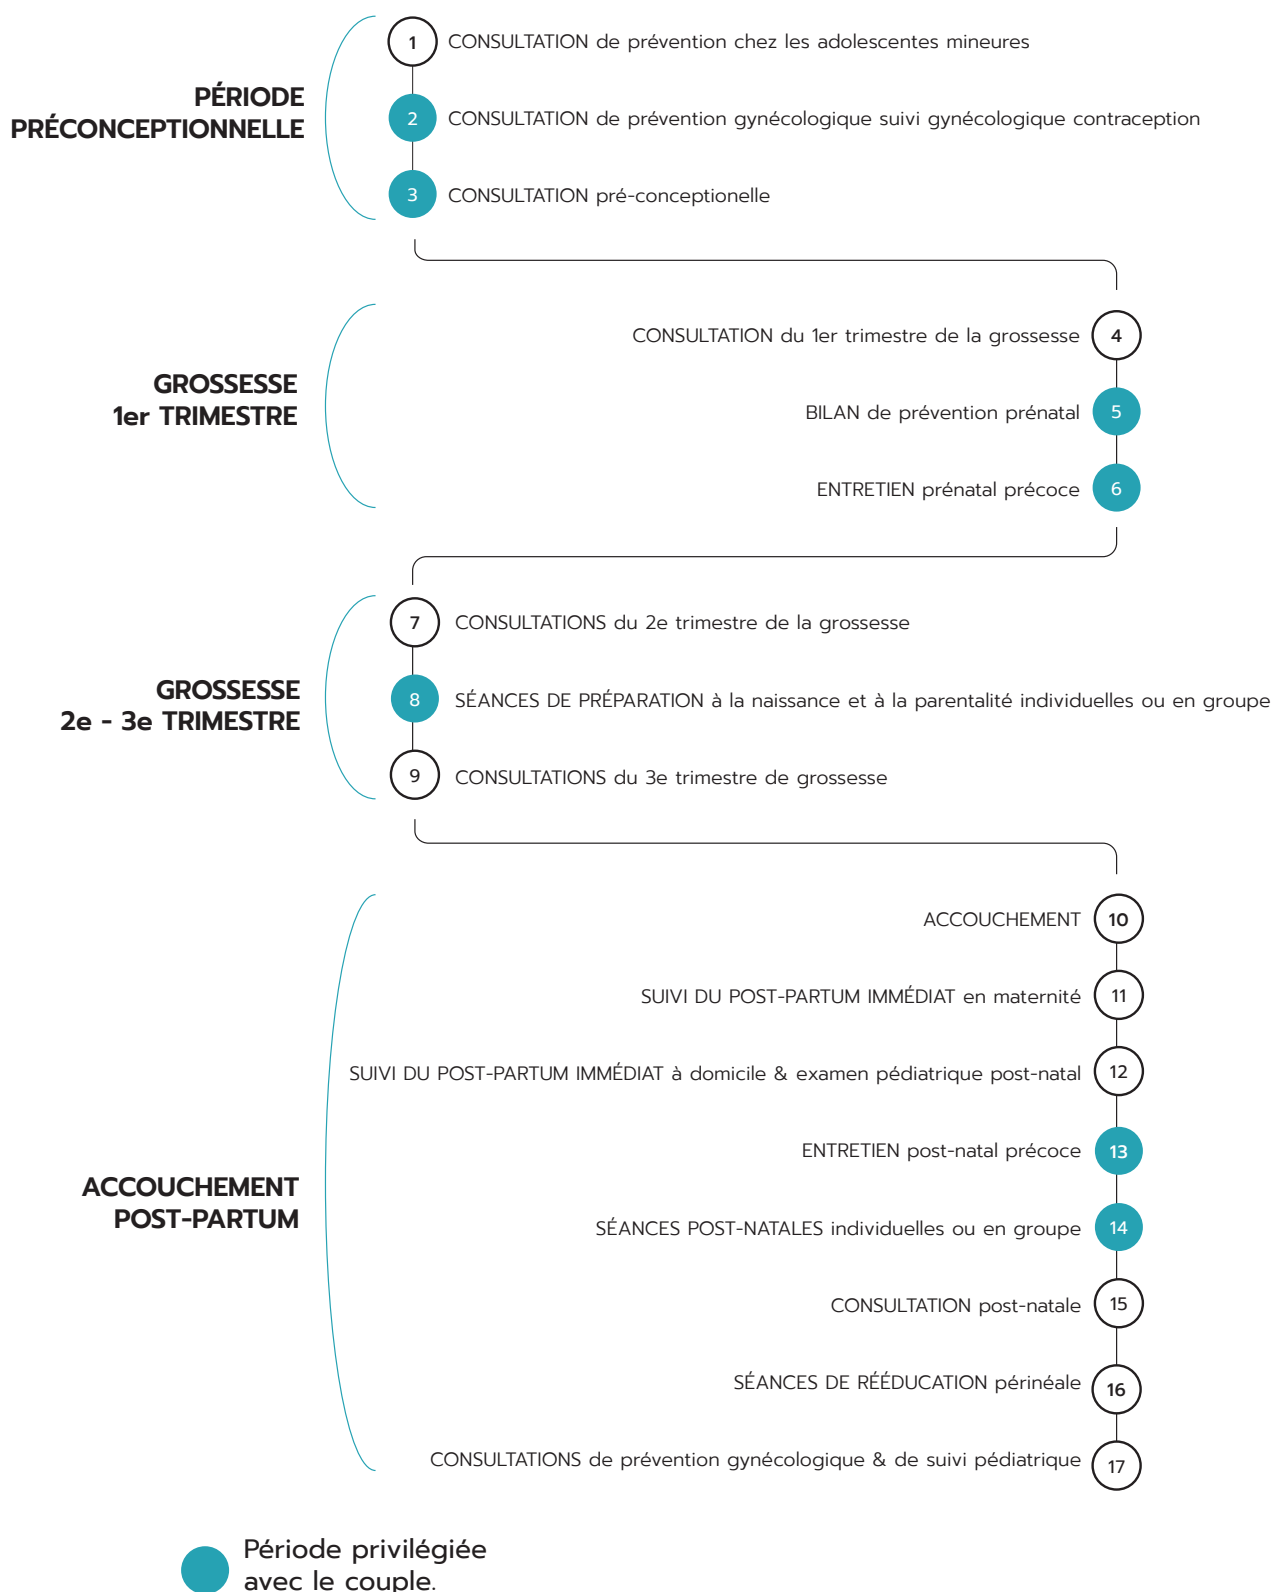 PÉRIODE
PRÉCONCEPTIONNELLE
1 CONSULTATION de prévention chez les adolescentes mineures
2 CONSULTATION de prévention gynécologique suivi gynécologique contraception
3 CONSULTATION pré-conceptionelle
GROSSESSE
1er TRIMESTRE
CONSULTATION du 1er trimestre de la grossesse 4
BILAN de prévention prénatal 5
ENTRETIEN prénatal précoce 6
GROSSESSE
2e - 3e TRIMESTRE
7 CONSULTATIONS du 2e trimestre de la grossesse
8 SÉANCES DE PRÉPARATION à la naissance et à la parentalité individuelles ou en groupe
9 CONSULTATIONS du 3e trimestre de grossesse
ACCOUCHEMENT
POST-PARTUM
ACCOUCHEMENT 10
SUIVI DU POST-PARTUM IMMÉDIAT en maternité 11
SUIVI DU POST-PARTUM IMMÉDIAT à domicile & examen pédiatrique post-natal 12
ENTRETIEN post-natal précoce 13
SÉANCES POST-NATALES individuelles ou en groupe 14
CONSULTATION post-natale 15
SÉANCES DE RÉÉDUCATION périnéale 16
CONSULTATIONS de prévention gynécologique & de suivi pédiatrique 17
Période privilégiée
avec le couple.